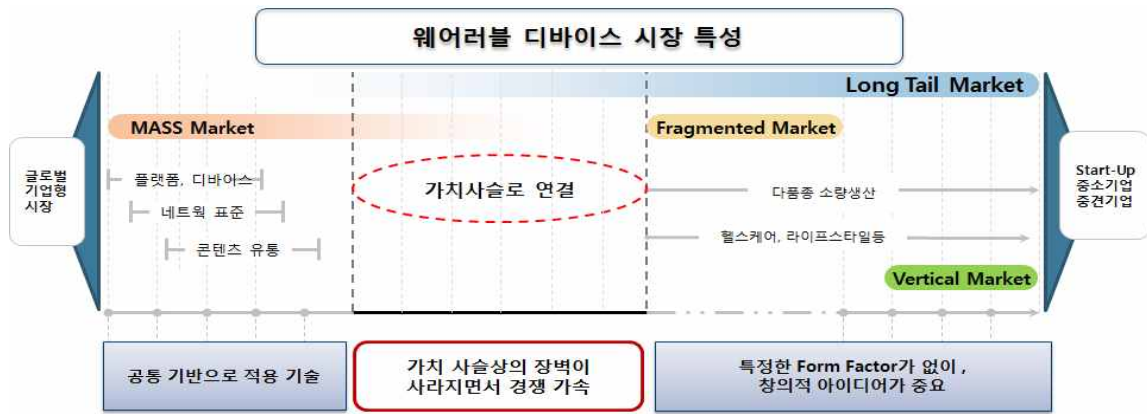 웨어러블 디바이스 시장 특성
Long Tail Market
MASS Market
Fragmented Market
글로벌
기업형
시장
플랫폼, 디바이스
네트웍 표준
콘텐츠 유통
가치사슬로 연결
다품종 소량생산
헬스케어, 라이프스타일등
Vertical Market
Start-Up
중소기업
중견기업
공통 기반으로 적용 기술
가치 사슬상의 장벽이
사라지면서 경쟁 가속
특정한 Form Factor가 없이 ,
창의적 아이디어가 중요